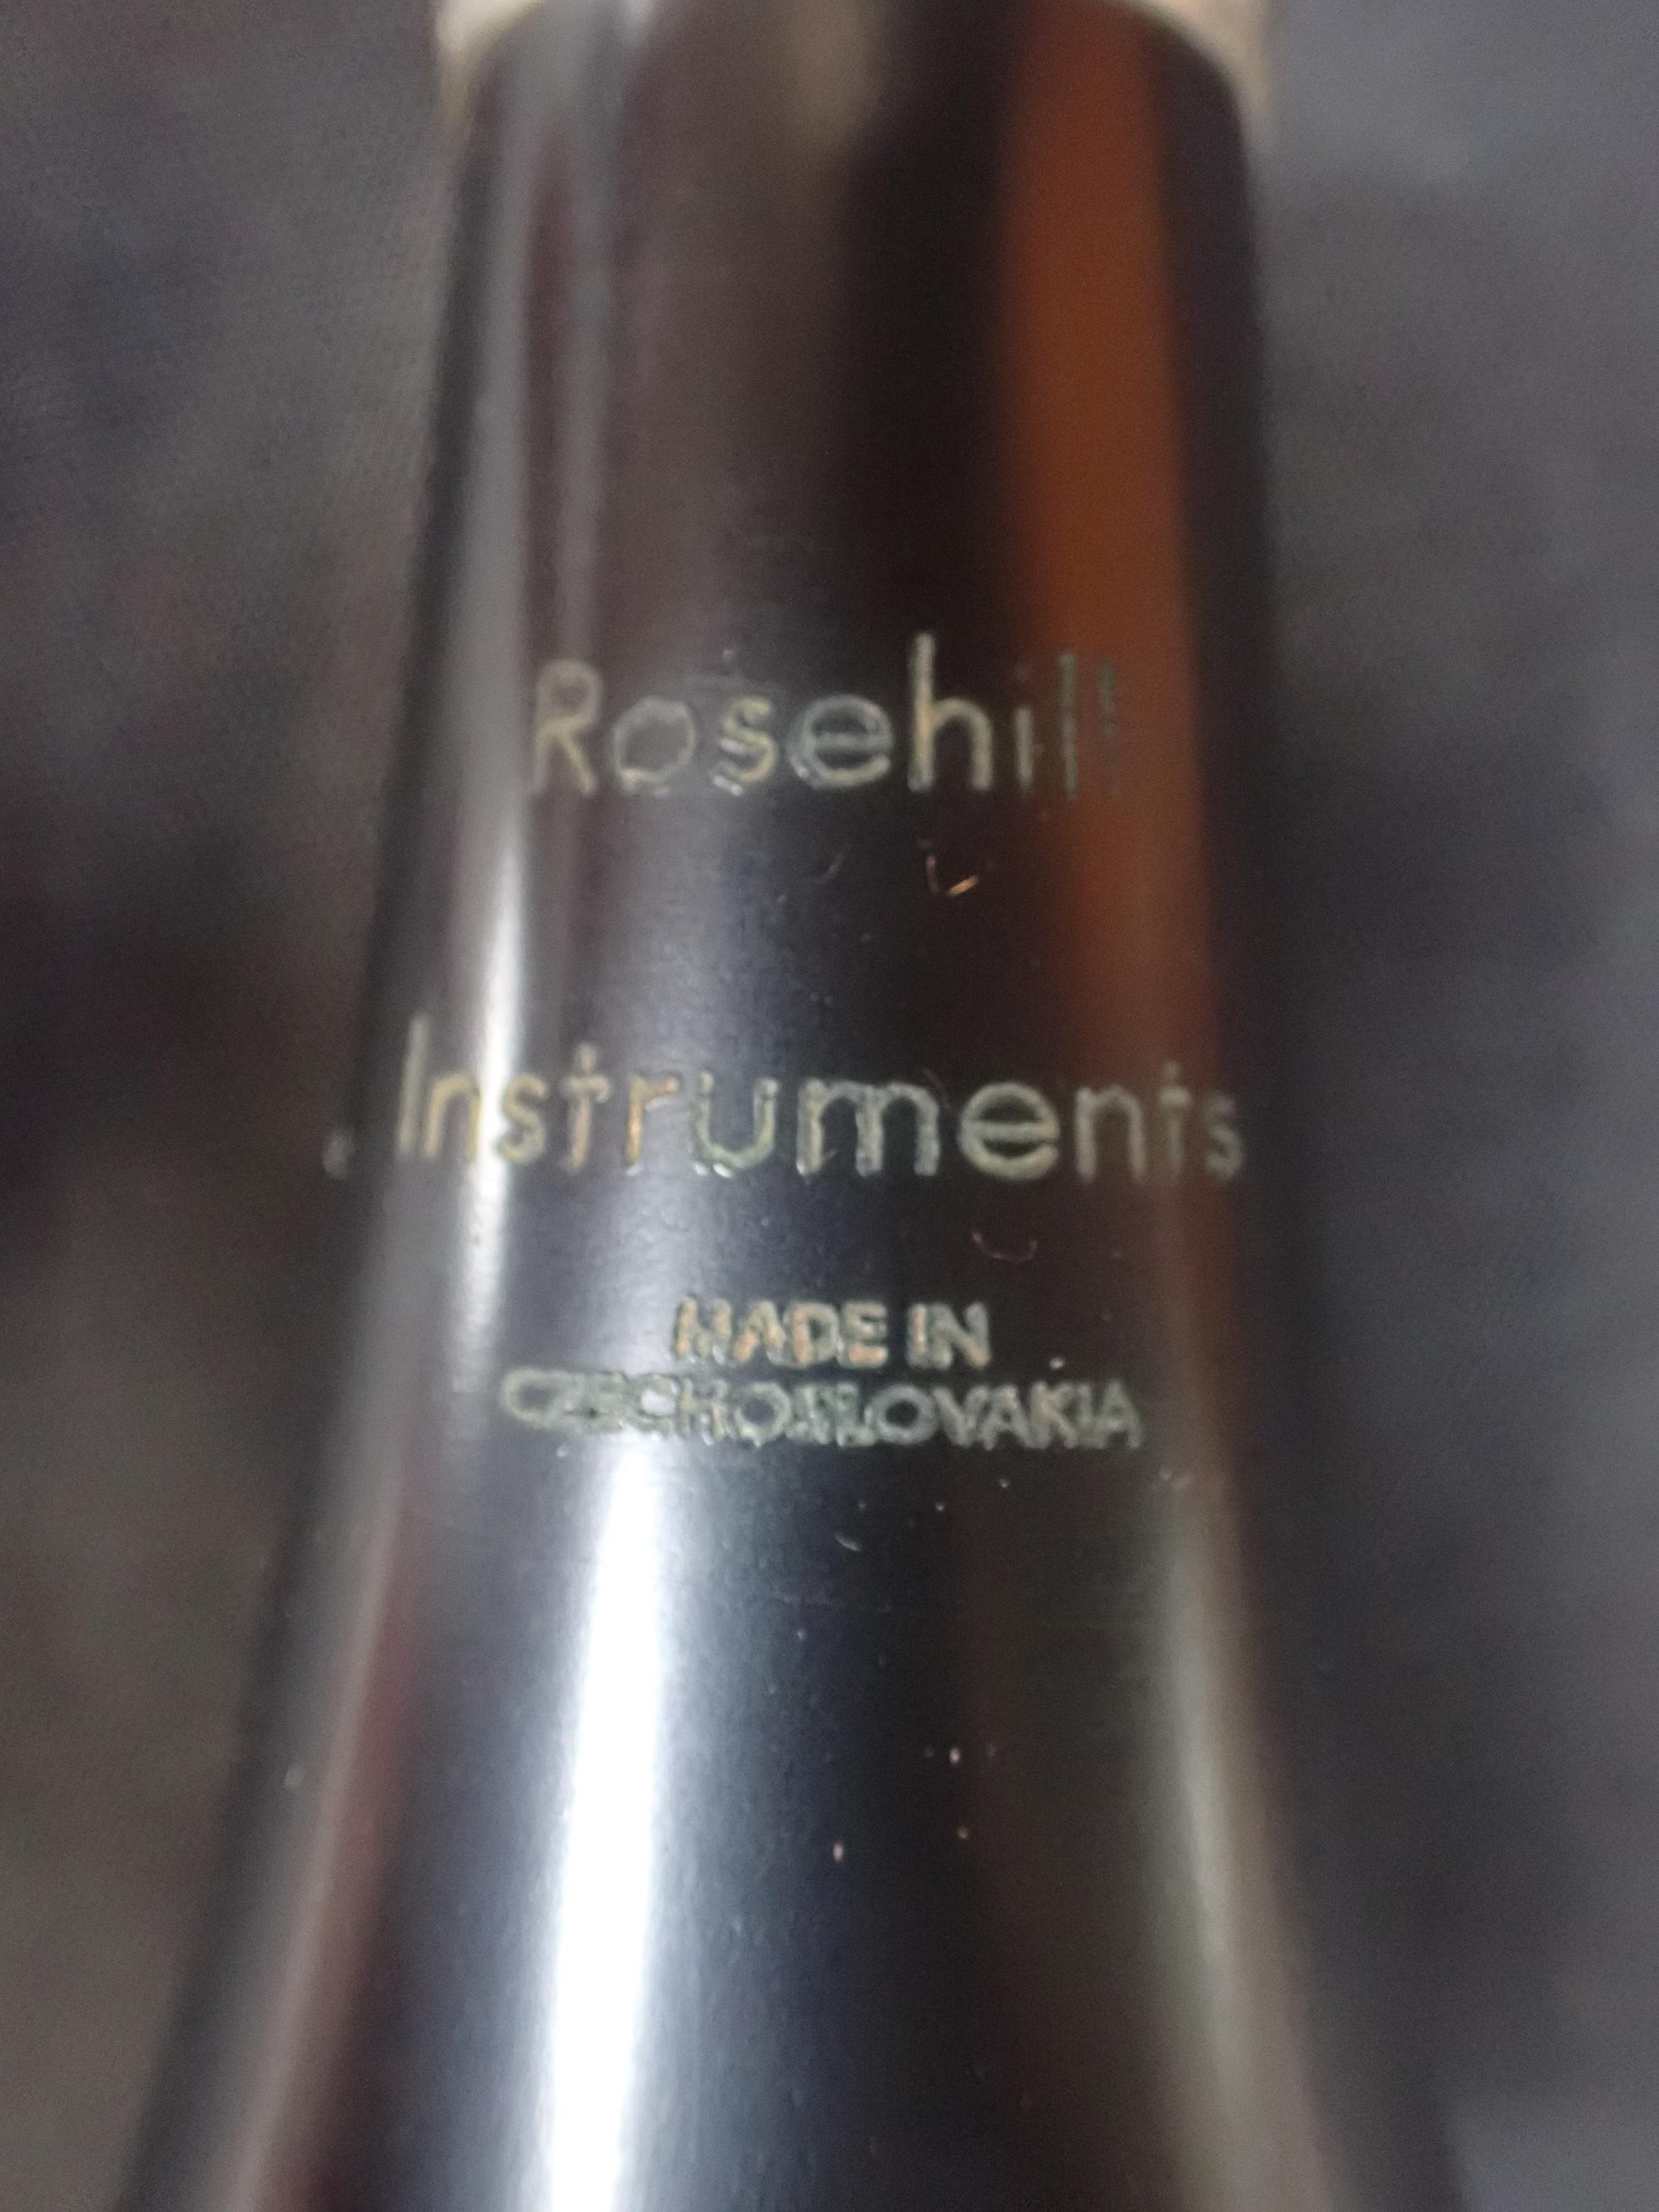 Rosehill
Instruments
MADE IN
CZECHOSLOVAKIA